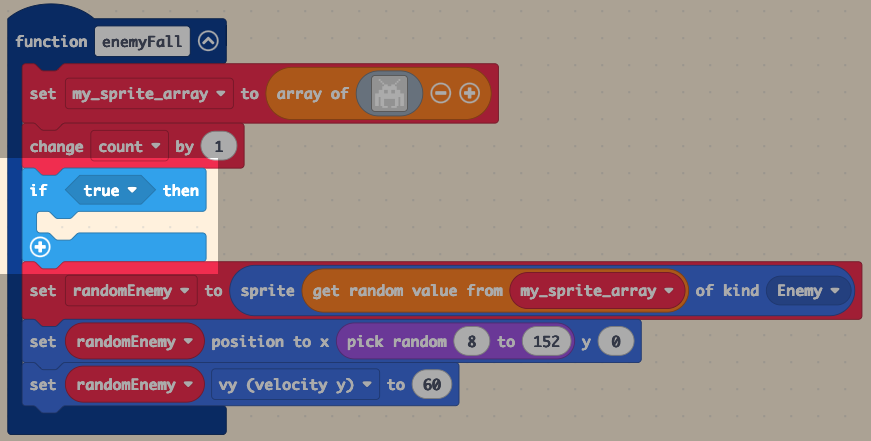 function enemyFall
set my_sprite_array to array of
change count by 1
if true then
set randomEnemy to sprite get random value from my_sprite_array of kind Enemy
set randomEnemy position to x pick random 8 to 152 y 0
set randomEnemy vy (velocity y) to 60